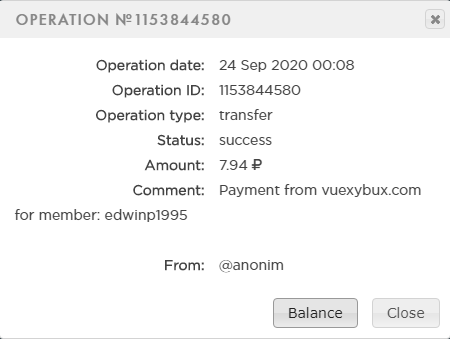 OPERATION №1153844580
Operation date: 24 Sep 2020 00:08
Operation ID: 1153844580
Operation type: transfer
Status: success
Amount: 7.94 ₽
Comment: Payment from vuexybux.com
for member: edwinp1995
From: @anonim
Balance Close